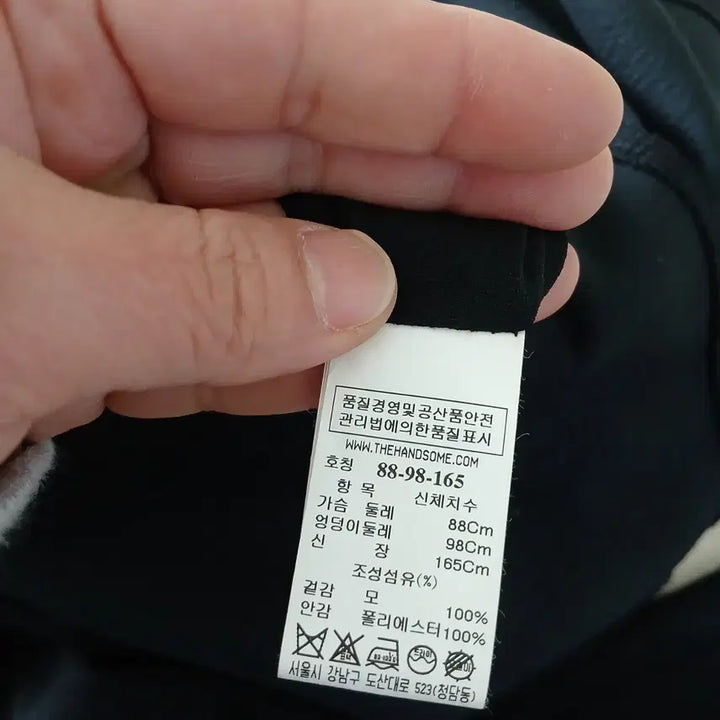 품질경영및공산품안전
관리법에의한품질표시
WWW.THEHANDSOME.COM
호칭 88-98-165
항 목 신체치수
가슴 둘레 88Cm
엉덩이둘레 98Cm
신 장 165Cm
조성섬유(%)
겉감 모 100%
안감 폴리에스터 100%
드라이
서울시 강남구 도산대로 523(청담동)